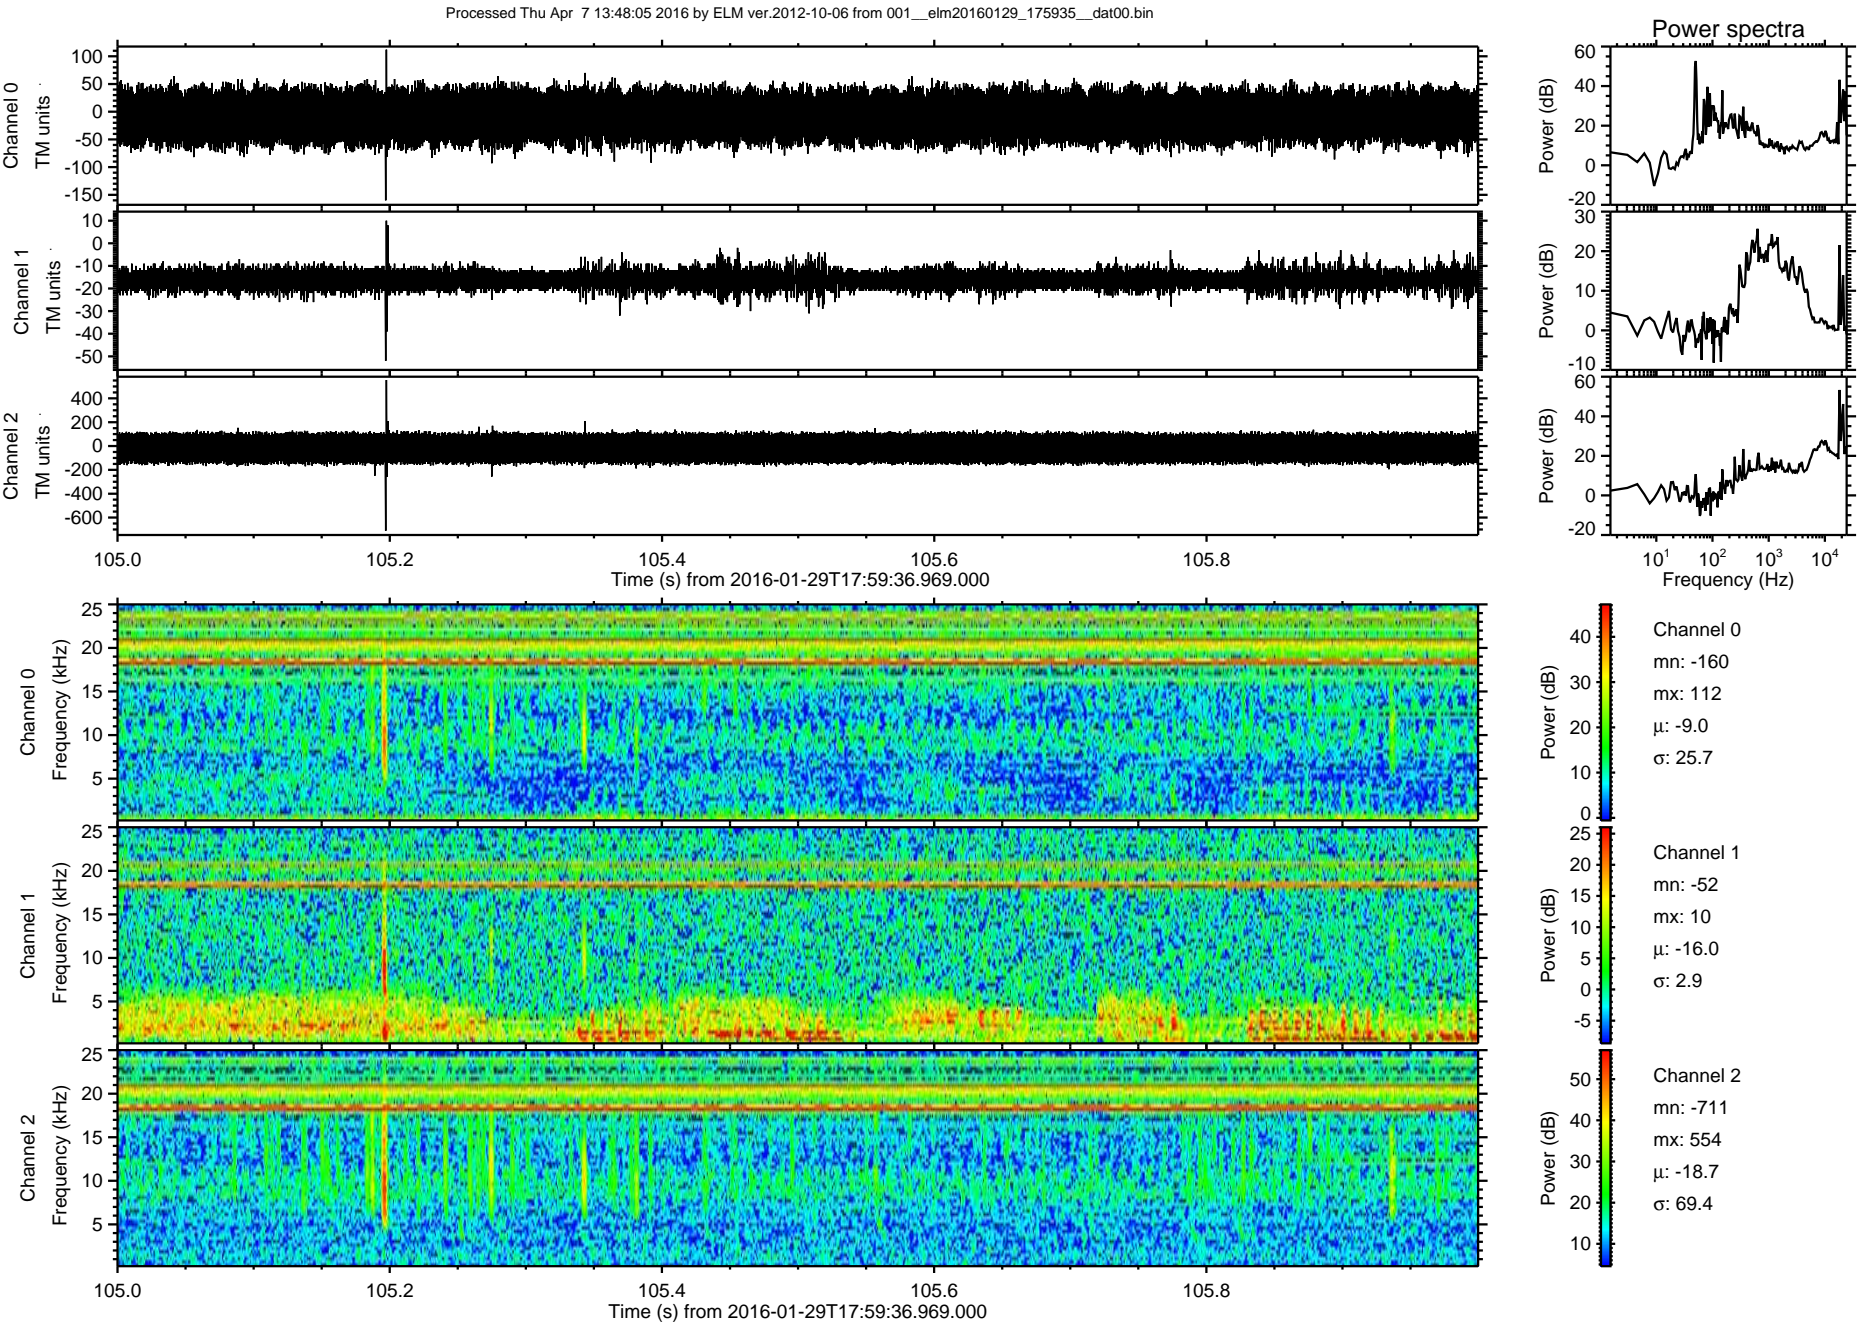 Processed Thu Apr 7 13:48:05 2016 by ELM ver.2012-10-06 from 001__elm20160129_175935__dat00.bin
Power spectra
Channel 0
TM units
100
50
0
-50
-100
-150
Power (dB)
60
40
20
0
-20
Channel 1
TM units
10
0
-10
-20
-30
-40
-50
Power (dB)
30
20
10
0
-10
Channel 2
TM units
400
200
0
-200
-400
-600
Power (dB)
60
40
20
0
-20
105.0 105.2 105.4 105.6 105.8
Time (s) from 2016-01-29T17:59:36.969.000
10¹ 10² 10³ 10⁴
Frequency (Hz)
Channel 0
Frequency (kHz)
25
20
15
10
5
Power (dB)
40
30
20
10
0
Channel 0
mn: -160
mx: 112
μ: -9.0
σ: 25.7
Channel 1
Frequency (kHz)
25
20
15
10
5
Power (dB)
25
20
15
10
5
0
-5
Channel 1
mn: -52
mx: 10
μ: -16.0
σ: 2.9
Channel 2
Frequency (kHz)
25
20
15
10
5
Power (dB)
50
40
30
20
10
Channel 2
mn: -711
mx: 554
μ: -18.7
σ: 69.4
105.0 105.2 105.4 105.6 105.8
Time (s) from 2016-01-29T17:59:36.969.000